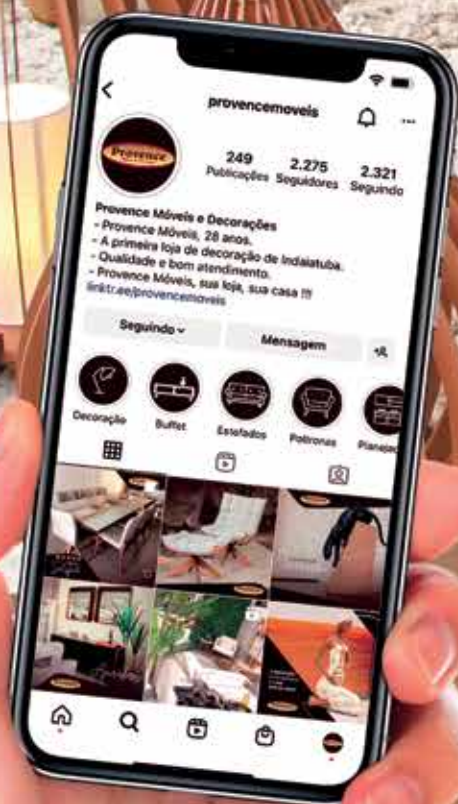 provencemoveis
Provence
249 2.275 2.321
Publicações Seguidores Seguindo
Provence Móveis e Decorações
- Provence Móveis, 28 anos.
- A primeira loja de decoração de Indaiatuba.
- Qualidade e bom atendimento.
- Provence Móveis, sua loja, sua casa !!!
linktr.ee/provencemoveis
Seguindo Mensagem
Decoração Buffet Estofados Poltronas Planejad